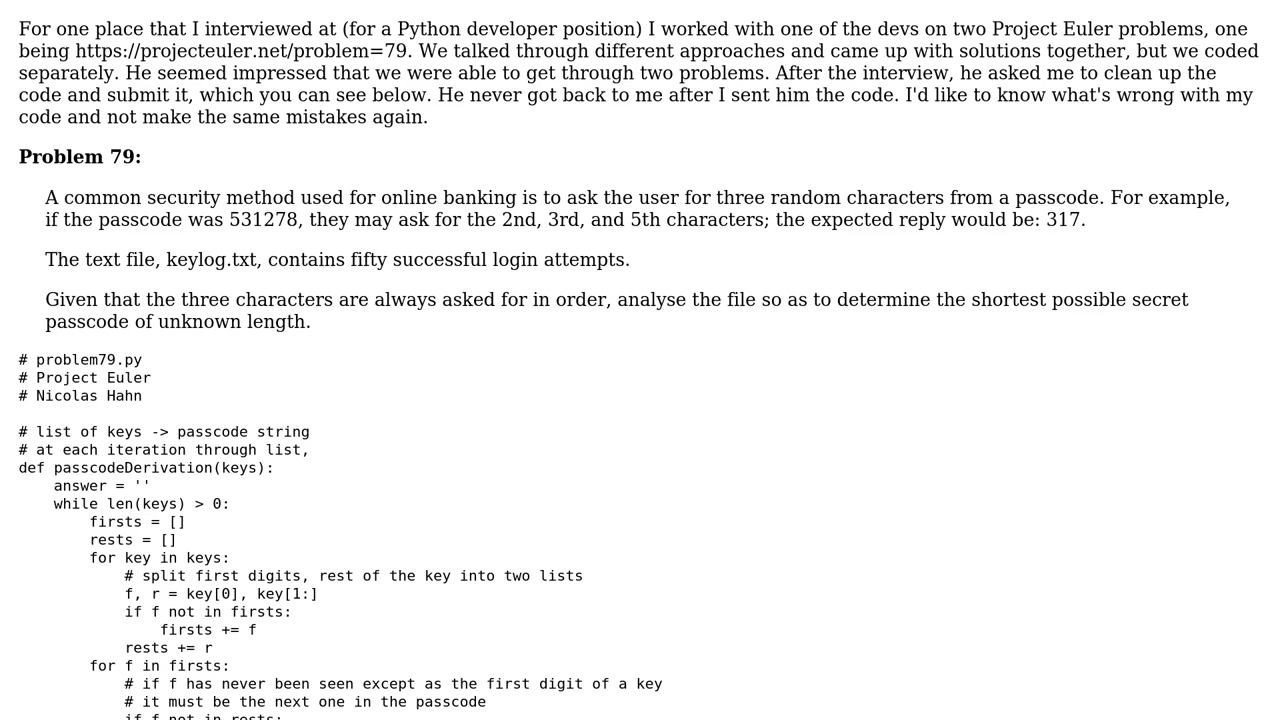 For one place that I interviewed at (for a Python developer position) I worked with one of the devs on two Project Euler problems, one
being https://projecteuler.net/problem=79. We talked through different approaches and came up with solutions together, but we coded
separately. He seemed impressed that we were able to get through two problems. After the interview, he asked me to clean up the
code and submit it, which you can see below. He never got back to me after I sent him the code. I'd like to know what's wrong with my
code and not make the same mistakes again.
Problem 79:
A common security method used for online banking is to ask the user for three random characters from a passcode. For example,
if the passcode was 531278, they may ask for the 2nd, 3rd, and 5th characters; the expected reply would be: 317.
The text file, keylog.txt, contains fifty successful login attempts.
Given that the three characters are always asked for in order, analyse the file so as to determine the shortest possible secret
passcode of unknown length.
# problem79.py
# Project Euler
# Nicolas Hahn
# list of keys -> passcode string
# at each iteration through list,
def passcodeDerivation(keys):
    answer = ''
    while len(keys) > 0:
        firsts = []
        rests = []
        for key in keys:
            # split first digits, rest of the key into two lists
            f, r = key[0], key[1:]
            if f not in firsts:
                firsts += f
            rests += r
        for f in firsts:
            # if f has never been seen except as the first digit of a key
            # it must be the next one in the passcode
            if f not in rests: